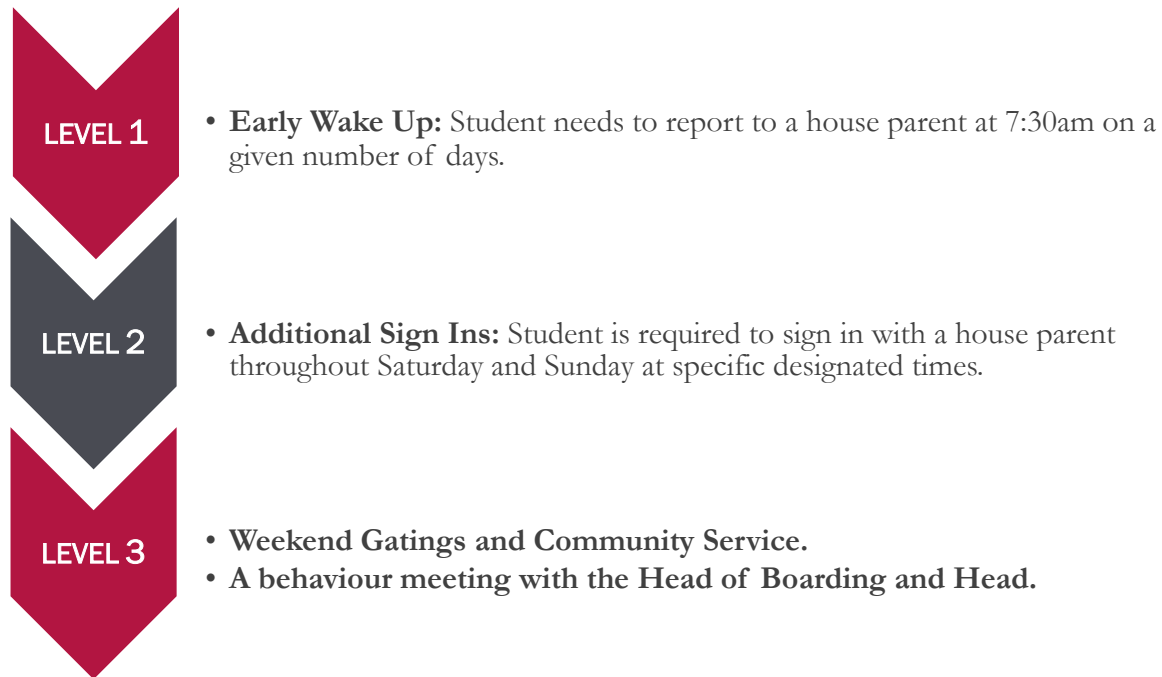 LEVEL 1
• Early Wake Up: Student needs to report to a house parent at 7:30am on a
given number of days.
LEVEL 2
• Additional Sign Ins: Student is required to sign in with a house parent
throughout Saturday and Sunday at specific designated times.
LEVEL 3
• Weekend Gatings and Community Service.
• A behaviour meeting with the Head of Boarding and Head.